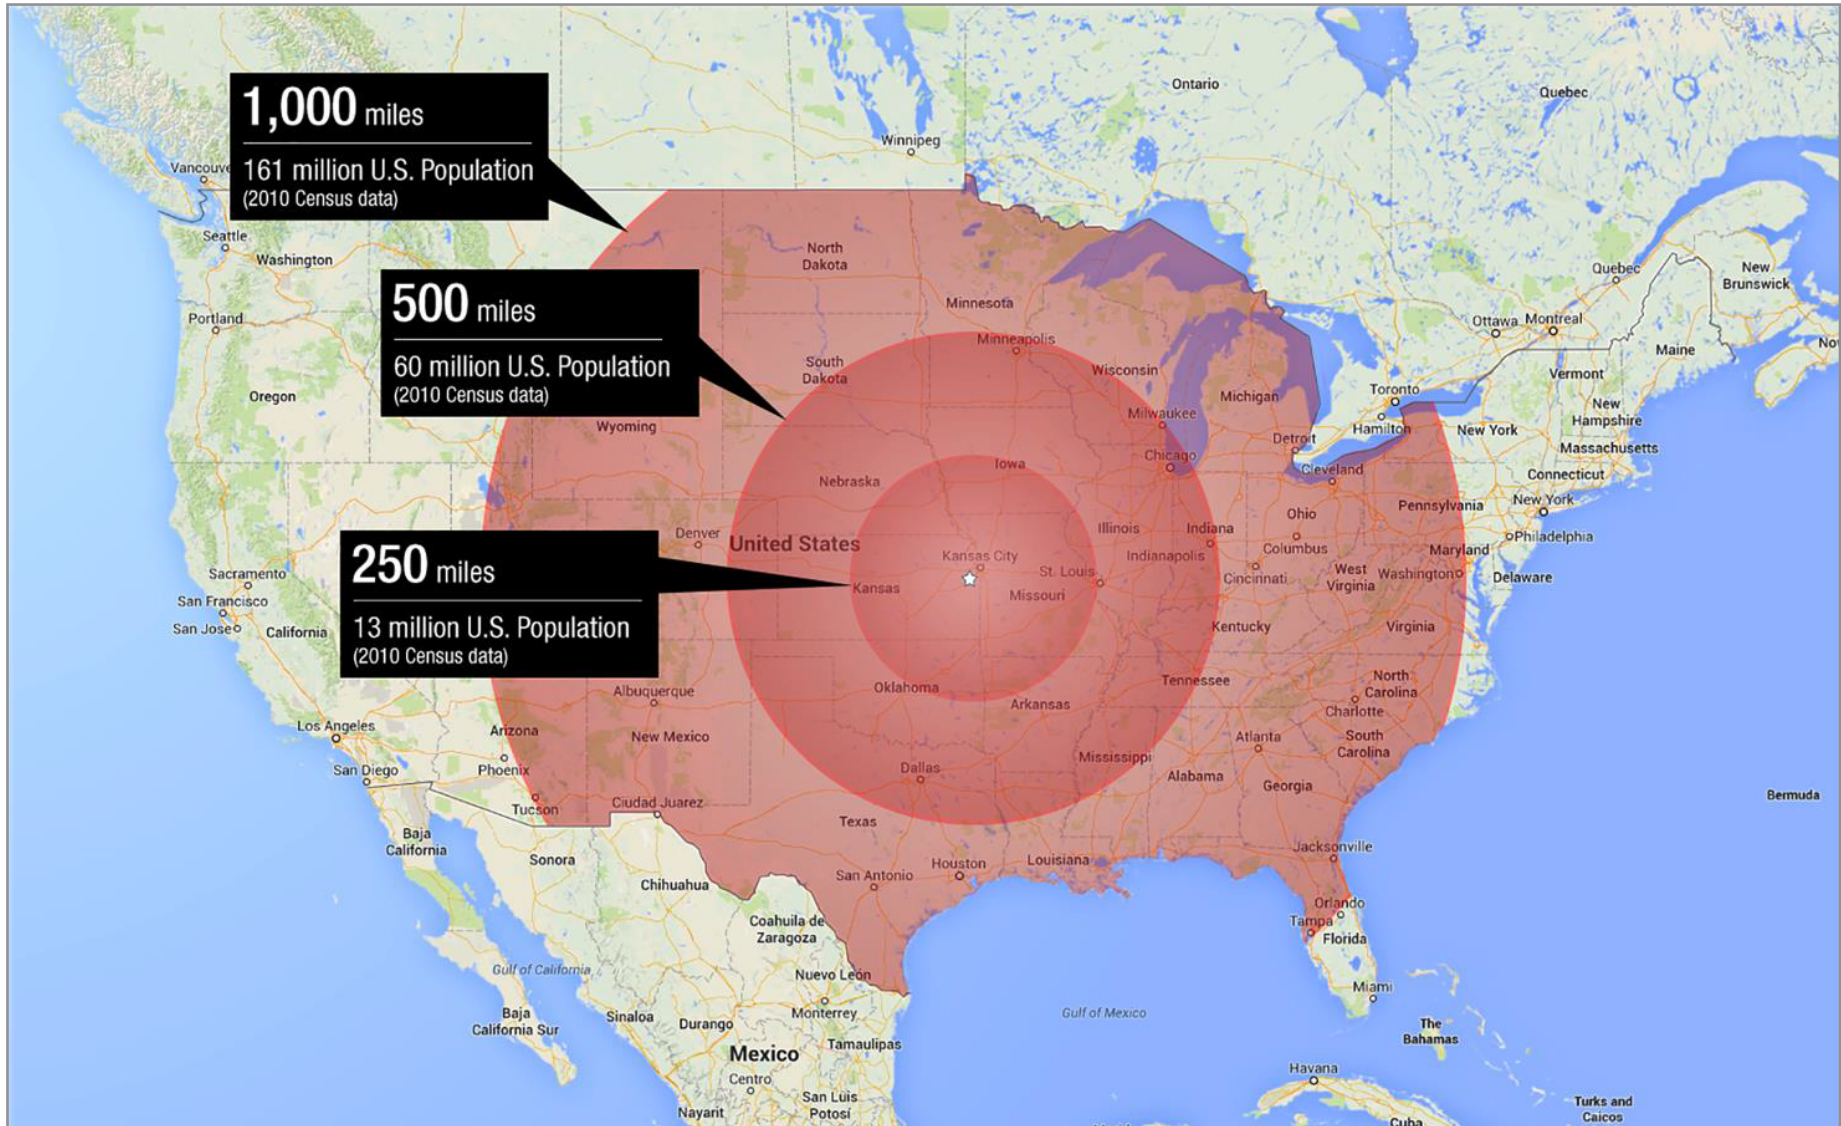 1,000 miles
161 million U.S. Population
(2010 Census data)
500 miles
60 million U.S. Population
(2010 Census data)
250 miles
13 million U.S. Population
(2010 Census data)
Ontario
Quebec
Winnipeg
Vancouve
Seattle
Washington
North
Dakota
Quebec
New
Brunswick
Minnesota
Portland
Ottawa
Montreal
Minneapolis
Maine
No
South
Dakota
Wisconsin
Vermont
Oregon
Michigan
Toronto
New
Hampshire
Milwaukee
Wyoming
Hamilton
New York
Detroit
Massachusetts
Chicago
Iowa
Cleveland
Connecticut
Nebraska
Pennsylvania
New York
Ohio
Denver
United States
Illinois
Indiana
Philadelphia
Kansas City
Indianapolis
Columbus
Maryland
Sacramento
St. Louis
Cincinnati
West
Virginia
Washington
Delaware
Kansas
Missouri
San Francisco
San Jose
California
Kentucky
Virginia
Albuquerque
Oklahoma
Tennessee
North
Carolina
Arkansas
Charlotte
Los Angeles
Arizona
New Mexico
Atlanta
South
Carolina
Mississippi
San Diego
Phoenix
Dallas
Alabama
Georgia
Bermuda
Tucson
Ciudad Juarez
Texas
Baja
California
Sonora
Jacksonville
Houston
Louisiana
Chihuahua
San Antonio
Orlando
Coahuila de
Zaragoza
Tampa
Florida
Gulf of California
Nuevo León
Miami
Baja
California Sur
Sinaloa
Durango
Monterrey
Gulf of Mexico
The
Bahamas
Tamaulipas
Mexico
Centro
Havana
San Luis
Potosí
Nayarit
Turks and
Caicos
Cuba